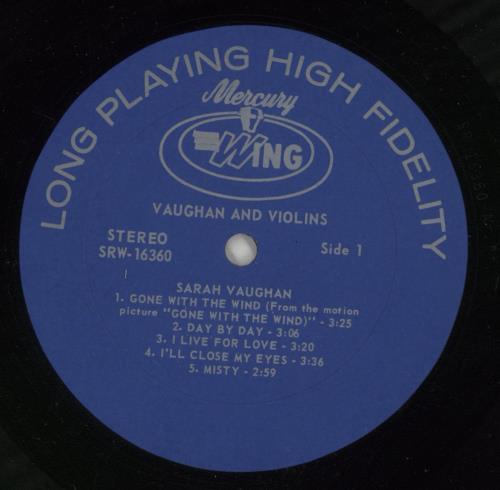 LONG PLAYING HIGH FIDELITY
Mercury
WING
VAUGHAN AND VIOLINS
STEREO
SRW-16360
Side 1
SARAH VAUGHAN
1. GONE WITH THE WIND (From the motion
picture "GONE WITH THE WIND)" - 3:25
2. DAY BY DAY - 3:06
3. I LIVE FOR LOVE - 3:20
4. I'LL CLOSE MY EYES - 3:36
5. MISTY - 2:59